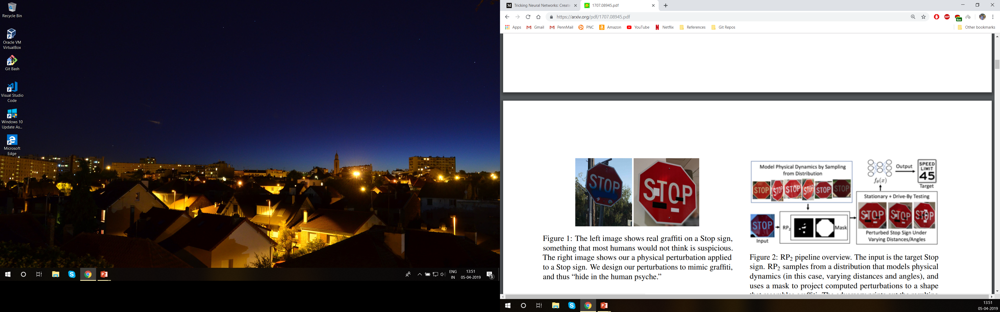 Recycle Bin
Oracle VM
VirtualBox
Git Bash
Visual Studio
Code
Windows 10
Update As...
Microsoft
Edge
ENG
IN
13:51
05-04-2019
3
Tricking Neural Networks: Create
1707.08945.pdf
https://arxiv.org/pdf/1707.08945.pdf
ABP
6m
Apps
Gmail
PennMail
PNC
Amazon
YouTube
Netflix
References
Git Repos
Other bookmarks
STOP
STOP
Figure 1: The left image shows real graffiti on a Stop sign,
something that most humans would not think is suspicious.
The right image shows our a physical perturbation applied
to a Stop sign. We design our perturbations to mimic graffiti,
and thus “hide in the human psyche.”
Model Physical Dynamics by Sampling
from Distribution
STOP STOP STOP STOP STOP STOP
fθ(x)
Output
SPEED
LIMIT
45
Target
Stationary + Drive-By Testing
STOP STOP STOP
Perturbed Stop Sign Under
Varying Distances/Angles
STOP
Input
RP2
Mask
Figure 2: RP2 pipeline overview. The input is the target Stop
sign. RP2 samples from a distribution that models physical
dynamics (in this case, varying distances and angles), and
uses a mask to project computed perturbations to a shape
13:51
05-04-2019